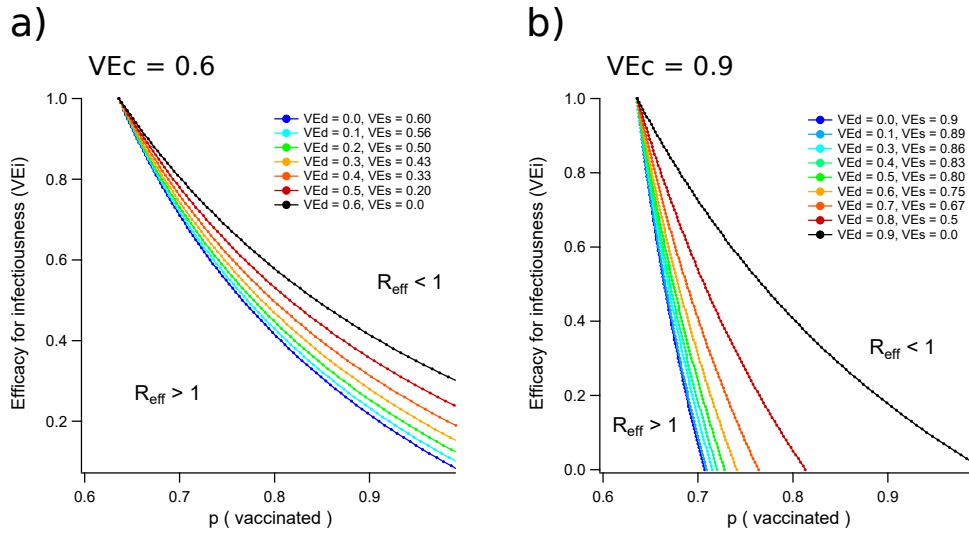 a)
VEc = 0.6
Efficacy for infectiousness (VEi)
1.0
0.8
0.6
0.4
0.2
VEd = 0.0, VEs = 0.60
VEd = 0.1, VEs = 0.56
VEd = 0.2, VEs = 0.50
VEd = 0.3, VEs = 0.43
VEd = 0.4, VEs = 0.33
VEd = 0.5, VEs = 0.20
VEd = 0.6, VEs = 0.0
Reff < 1
Reff > 1
0.6 0.7 0.8 0.9
p ( vaccinated )
b)
VEc = 0.9
Efficacy for infectiousness (VEi)
1.0
0.8
0.6
0.4
0.2
0.0
VEd = 0.0, VEs = 0.9
VEd = 0.1, VEs = 0.89
VEd = 0.3, VEs = 0.86
VEd = 0.4, VEs = 0.83
VEd = 0.5, VEs = 0.80
VEd = 0.6, VEs = 0.75
VEd = 0.7, VEs = 0.67
VEd = 0.8, VEs = 0.5
VEd = 0.9, VEs = 0.0
Reff < 1
Reff > 1
0.6 0.7 0.8 0.9
p ( vaccinated )